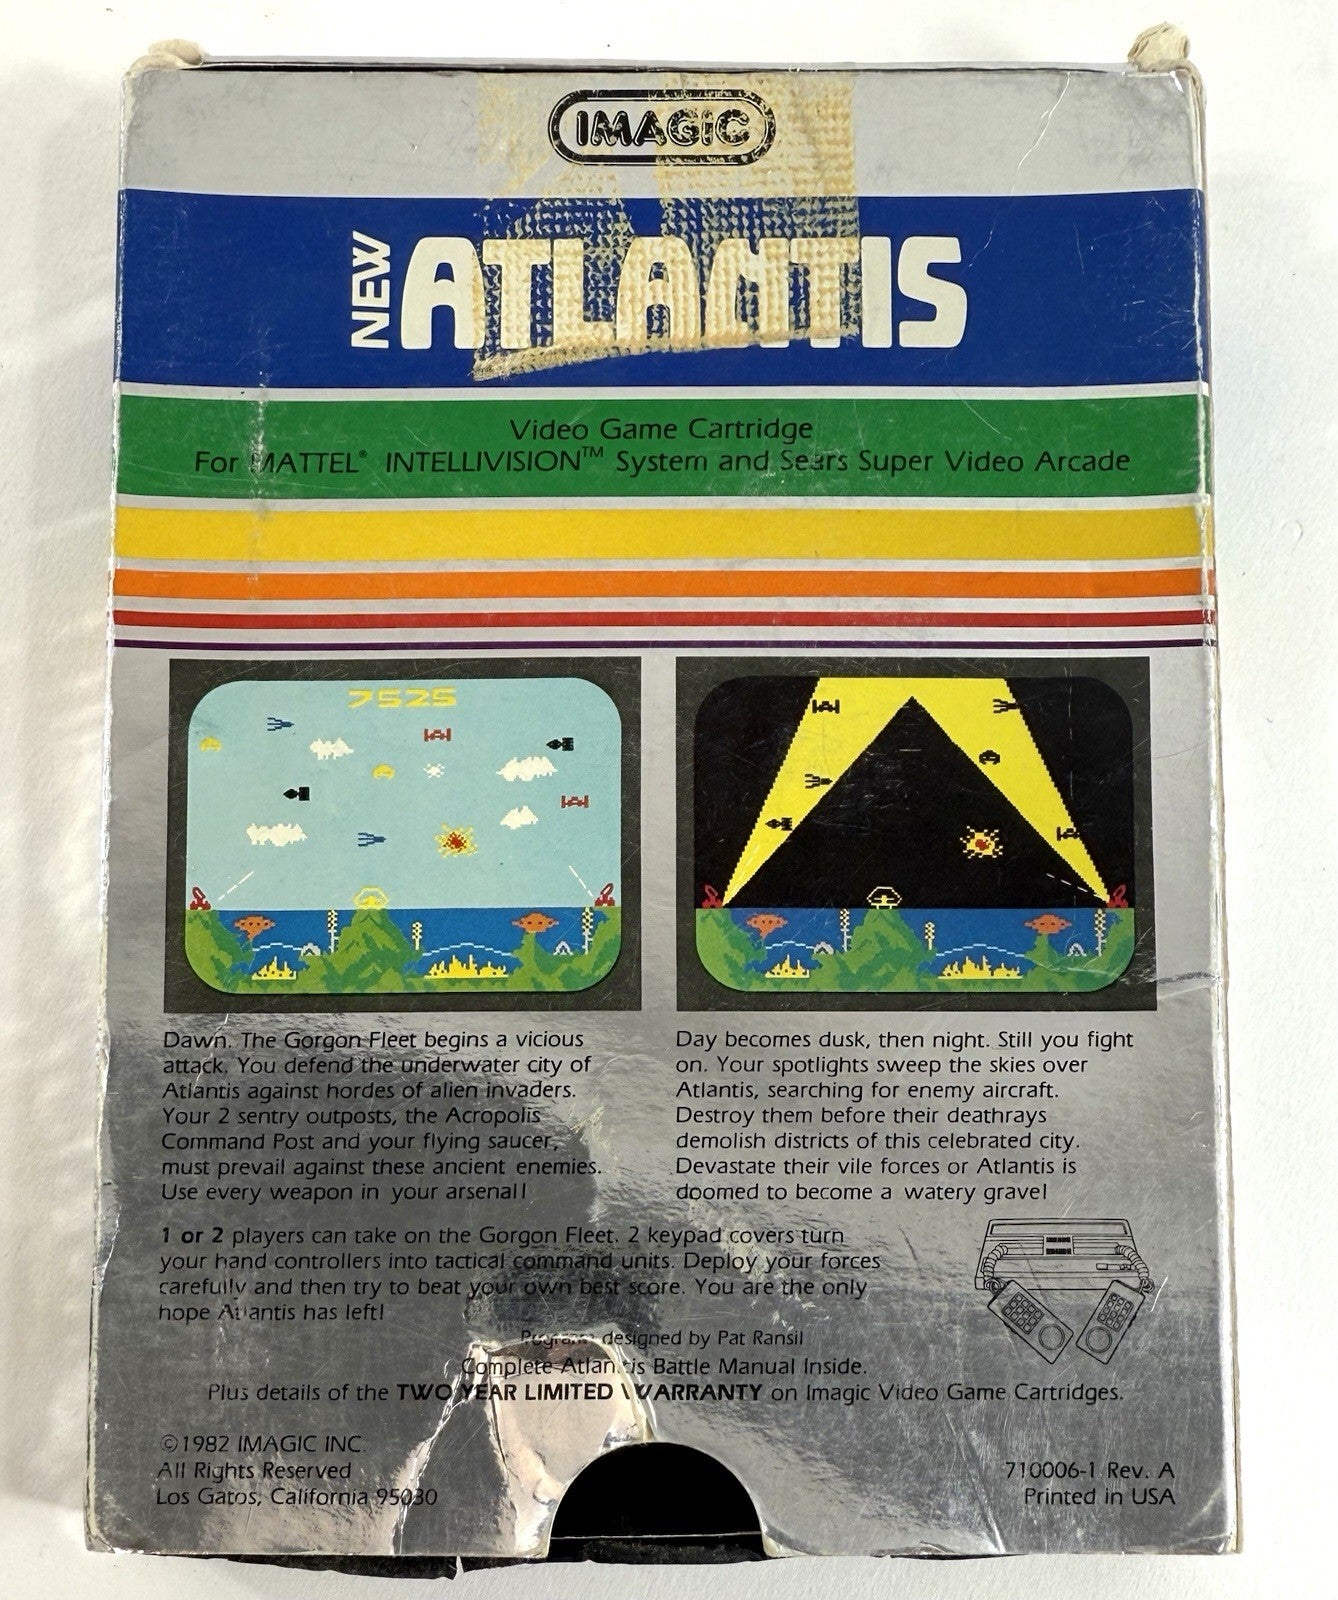 IMAGIC
NEW ATLANTIS
Video Game Cartridge
For MATTEL® INTELLIVISION™ System and Sears Super Video Arcade
7525
Dawn. The Gorgon Fleet begins a vicious
attack. You defend the underwater city of
Atlantis against hordes of alien invaders.
Your 2 sentry outposts, the Acropolis
Command Post and your flying saucer,
must prevail against these ancient enemies.
Use every weapon in your arsenal!
Day becomes dusk, then night. Still you fight
on. Your spotlights sweep the skies over
Atlantis, searching for enemy aircraft.
Destroy them before their deathrays
demolish districts of this celebrated city.
Devastate their vile forces or Atlantis is
doomed to become a watery grave!
1 or 2 players can take on the Gorgon Fleet. 2 keypad covers turn
your hand controllers into tactical command units. Deploy your forces
carefully and then try to beat your own best score. You are the only
hope Atlantis has left!
Program designed by Pat Ransil
Complete Atlantis Battle Manual Inside.
Plus details of the TWO YEAR LIMITED WARRANTY on Imagic Video Game Cartridges.
©1982 IMAGIC INC.
All Rights Reserved
Los Gatos, California 95030
710006-1 Rev. A
Printed in USA